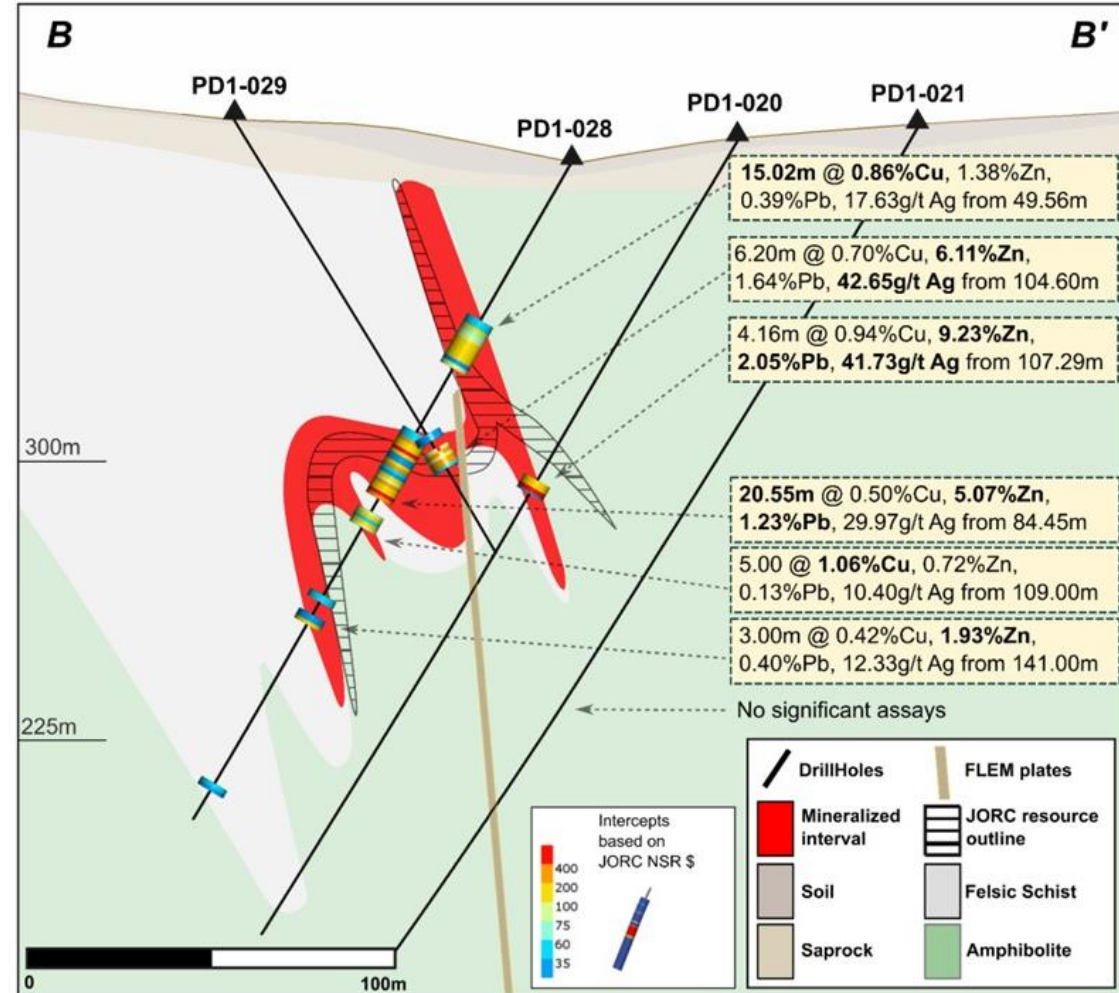 B
B'
PD1-029
PD1-028
PD1-020
PD1-021
15.02m @ 0.86%Cu, 1.38%Zn,
0.39%Pb, 17.63g/t Ag from 49.56m
6.20m @ 0.70%Cu, 6.11%Zn,
1.64%Pb, 42.65g/t Ag from 104.60m
4.16m @ 0.94%Cu, 9.23%Zn,
2.05%Pb, 41.73g/t Ag from 107.29m
300m
20.55m @ 0.50%Cu, 5.07%Zn,
1.23%Pb, 29.97g/t Ag from 84.45m
5.00 @ 1.06%Cu, 0.72%Zn,
0.13%Pb, 10.40g/t Ag from 109.00m
3.00m @ 0.42%Cu, 1.93%Zn,
0.40%Pb, 12.33g/t Ag from 141.00m
225m
No significant assays
DrillHoles
FLEM plates
Mineralized
interval
JORC resource
outline
Soil
Felsic Schist
Saprock
Amphibolite
Intercepts
based on
JORC NSR $
400
200
100
75
60
35
0
100m